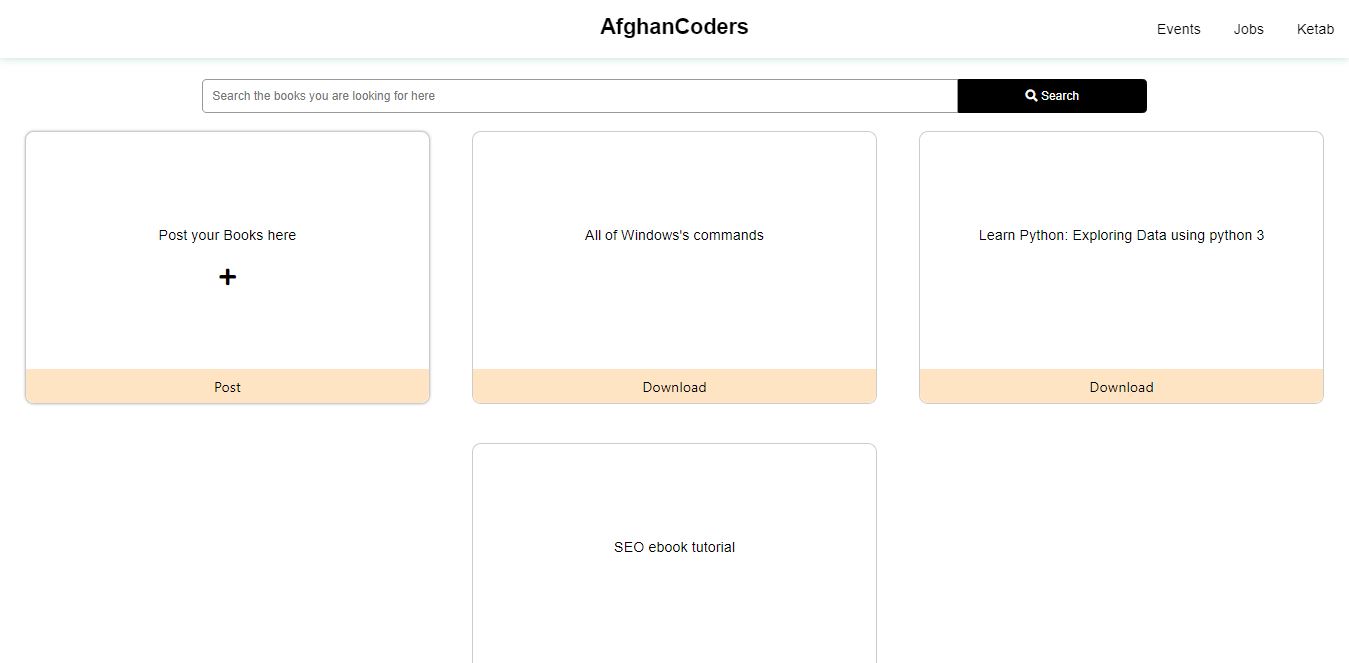 AfghanCoders
Events Jobs Ketab
Search the books you are looking for here
Search
Post your Books here
Post
All of Windows's commands
Download
Learn Python: Exploring Data using python 3
Download
SEO ebook tutorial